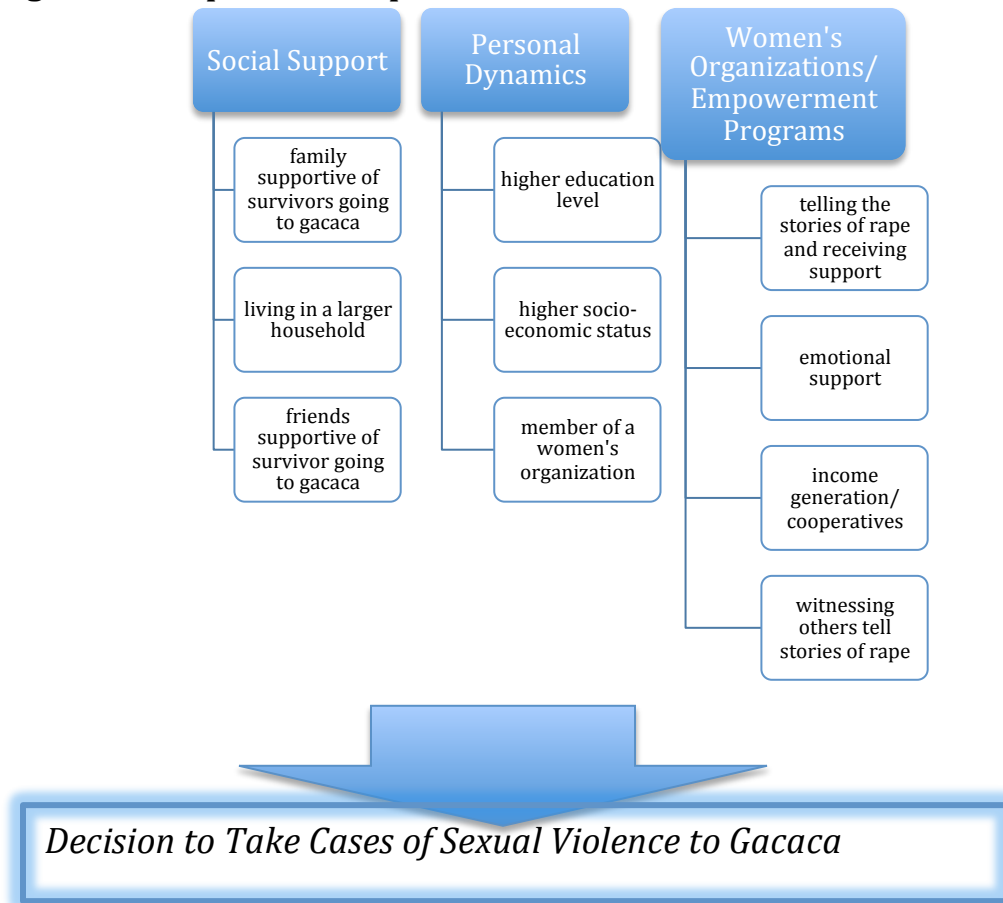 Social Support
family
supportive of
survivors going
to gacaca
living in a larger
household
friends
supportive of
survivor going
to gacaca
Personal
Dynamics
higher education
level
higher socio-
economic status
member of a
women's
organization
Women's
Organizations/
Empowerment
Programs
telling the
stories of rape
and receiving
support
emotional
support
income
generation/
cooperatives
witnessing
others tell
stories of rape
Decision to Take Cases of Sexual Violence to Gacaca